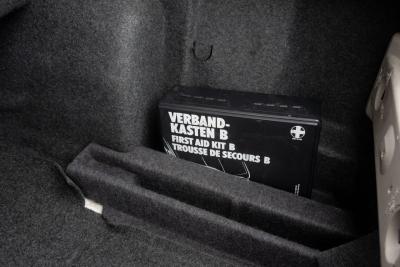 VERBAND-
KASTEN B
FIRST AID KIT B
TROUSSE DE SECOURS B